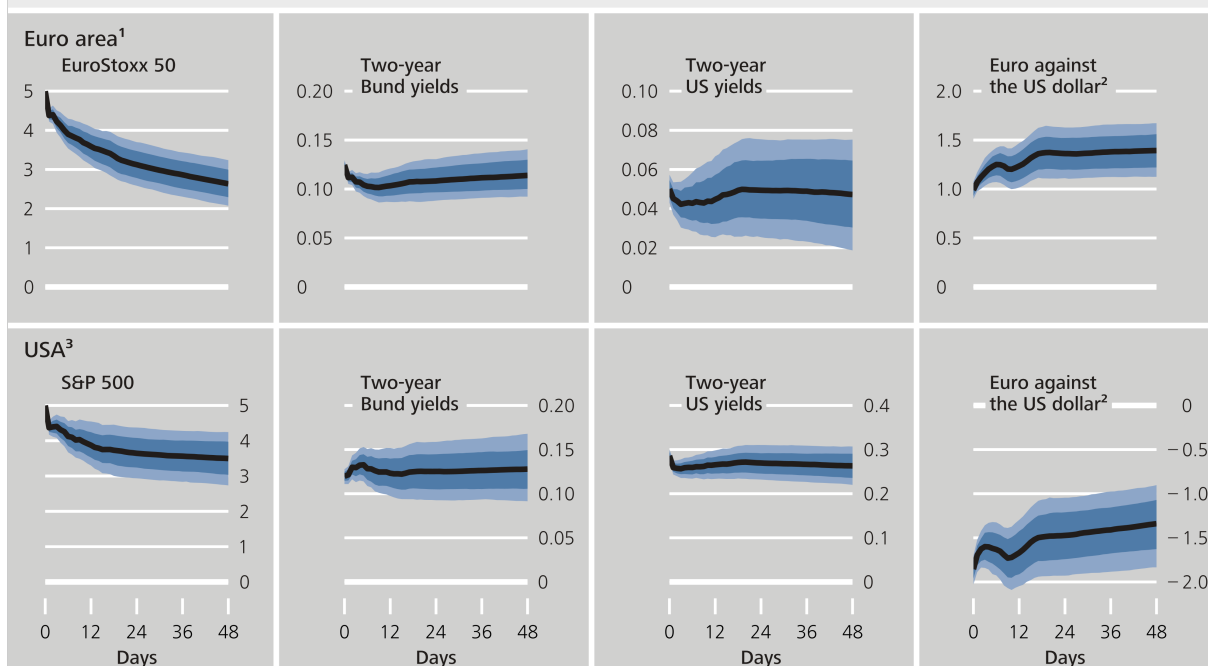 Euro area¹
EuroStoxx 50
5
4
3
2
1
0
Two-year
Bund yields
0.20
0.15
0.10
0.05
0
Two-year
US yields
0.10
0.08
0.06
0.04
0.02
0
Euro against
the US dollar²
2.0
1.5
1.0
0.5
0
USA³
S&P 500
5
4
3
2
1
0
0 12 24 36 48
Days
Two-year
Bund yields
0.20
0.15
0.10
0.05
0
0 12 24 36 48
Days
Two-year
US yields
0.4
0.3
0.2
0.1
0
0 12 24 36 48
Days
Euro against
the US dollar²
0
−0.5
−1.0
−1.5
−2.0
0 12 24 36 48
Days